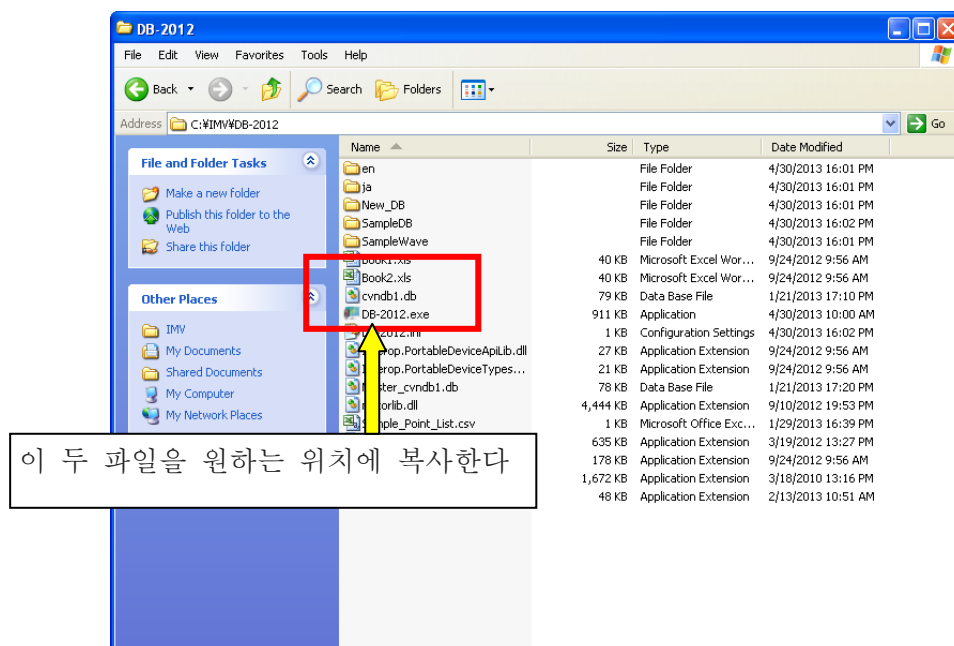 DB-2012
File Edit View Favorites Tools Help
Back Search Folders
Address C:¥IMV¥DB-2012 Go
Name Size Type Date Modified
File and Folder Tasks
Make a new folder
Publish this folder to the
Web
Share this folder
Other Places
IMV
My Documents
Shared Documents
My Computer
My Network Places
en File Folder 4/30/2013 16:01 PM
ja File Folder 4/30/2013 16:01 PM
New_DB File Folder 4/30/2013 16:01 PM
SampleDB File Folder 4/30/2013 16:02 PM
SampleWave File Folder 4/30/2013 16:01 PM
Book1.xls 40 KB Microsoft Excel Wor... 9/24/2012 9:56 AM
Book2.xls 40 KB Microsoft Excel Wor... 9/24/2012 9:56 AM
cvndb1.db 79 KB Data Base File 1/21/2013 17:10 PM
DB-2012.exe 911 KB Application 4/30/2013 10:00 AM
1 KB Configuration Settings 4/30/2013 16:02 PM
erop.PortableDeviceApiLib.dll 27 KB Application Extension 9/24/2012 9:56 AM
erop.PortableDeviceTypes... 21 KB Application Extension 9/24/2012 9:56 AM
ter_cvndb1.db 78 KB Data Base File 1/21/2013 17:20 PM
orlib.dll 4,444 KB Application Extension 9/10/2012 19:53 PM
ple_Point_List.csv 1 KB Microsoft Office Exc... 1/29/2013 16:39 PM
635 KB Application Extension 3/19/2012 13:27 PM
178 KB Application Extension 9/24/2012 9:56 AM
1,672 KB Application Extension 3/18/2010 13:16 PM
48 KB Application Extension 2/13/2013 10:51 AM
이 두 파일을 원하는 위치에 복사한다